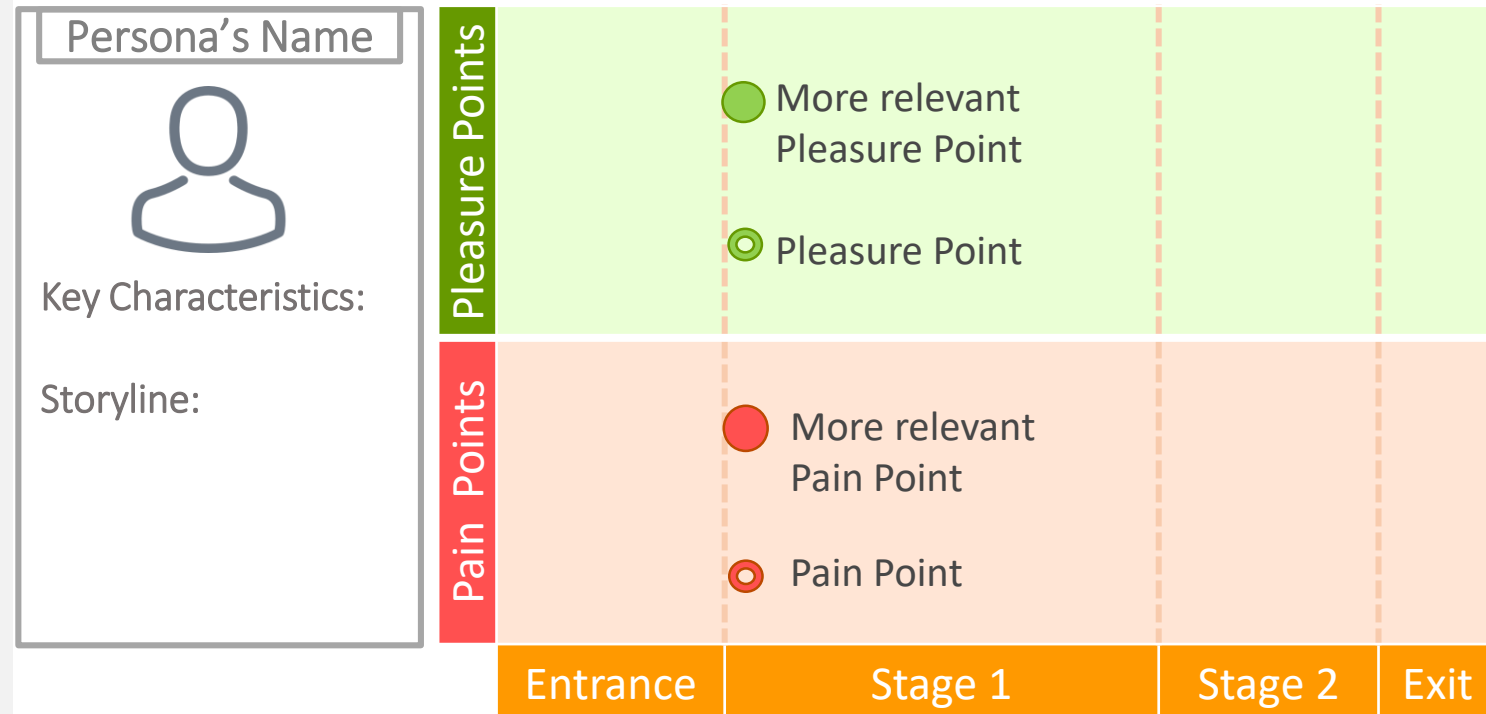 Persona’s Name
Key Characteristics:
Storyline:
Pleasure Points
More relevant
Pleasure Point
Pleasure Point
Pain Points
More relevant
Pain Point
Pain Point
Entrance
Stage 1
Stage 2
Exit